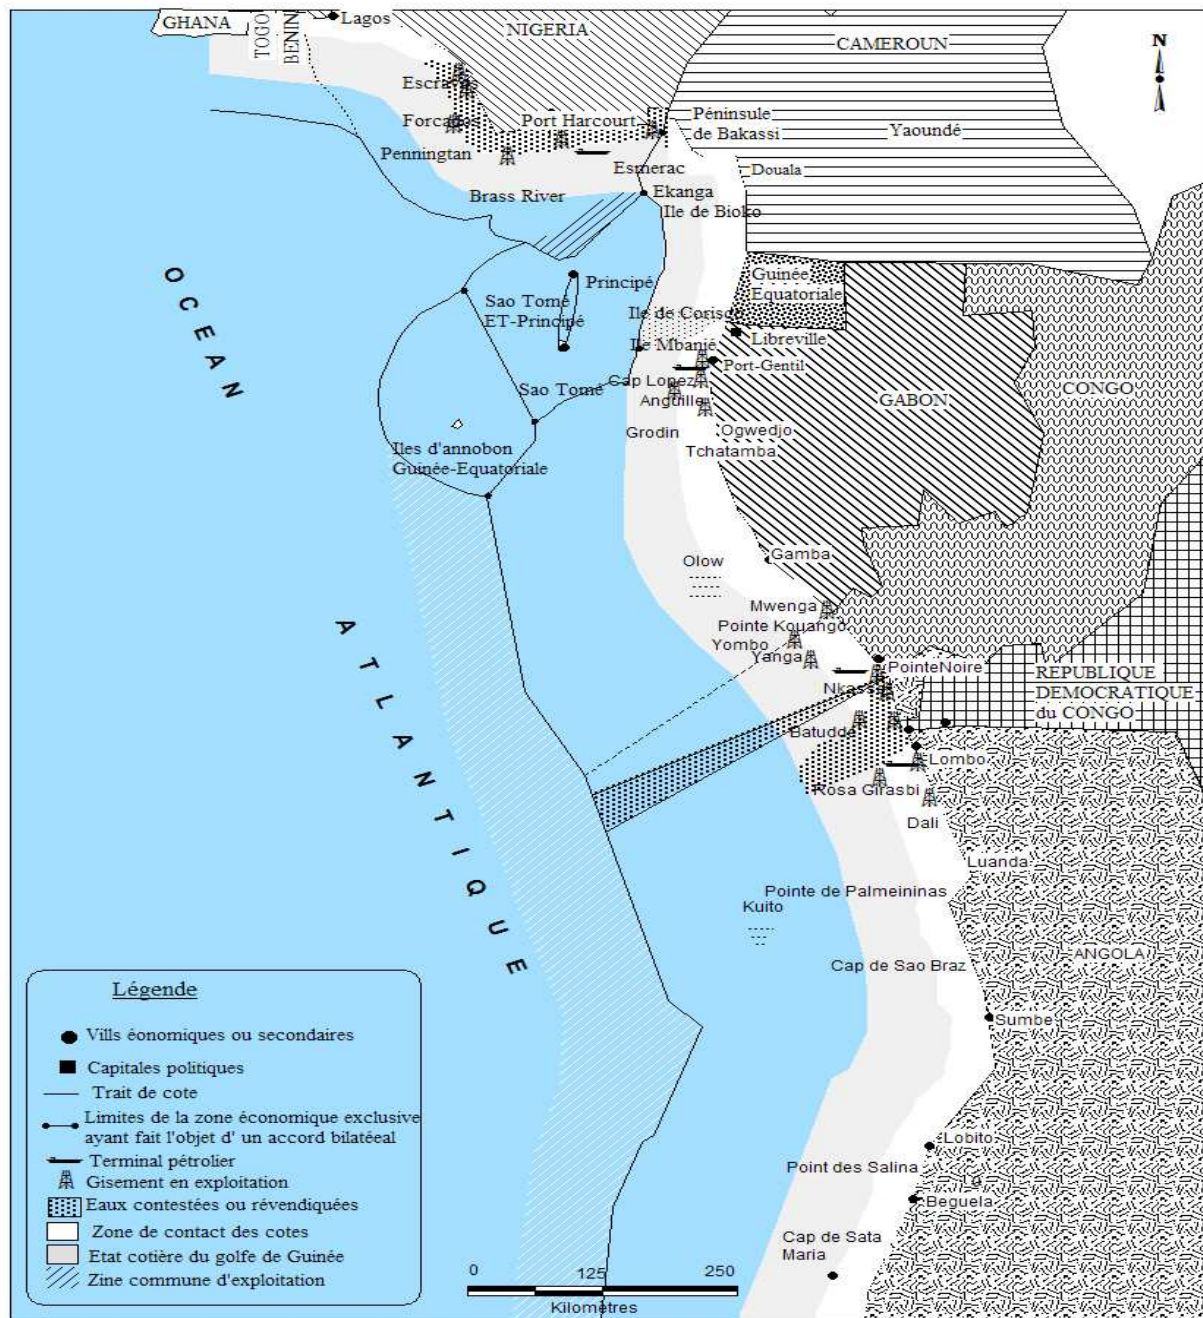 GHANA
TOGO
BENIN
Lagos
NIGERIA
CAMEROUN
N
Escravos
Forcados
Port Harcourt
Péninsule
de Bakassi
Yaoundé
Penningtan
Esmerac
Douala
Brass River
Ekanga
Ile de Bioko
OCEAN
Principé
Guinée
Equatoriale
Sao Tomé
ET-Principé
Ile de Corisco
Libreville
Ile Mbanié
Port-Gentil
Cap Lopez
CONGO
Sao Tomé
Anguille
GABON
Grodin
Ogwedjo
Tchatamba
Iles d'annobon
Guinée-Equatoriale
Olow
Gamba
ATLANTIQUE
Mwenga
Pointe Kouango
Yombo
Yanga
PointeNoire
REPUBLIQUE
DEMOCRATIQUE
du CONGO
Nkassa
Batudde
Lombo
Rosa Girasbi
Dali
Luanda
Pointe de Palmeininas
Kuito
ANGOLA
Cap de Sao Braz
Sumbe
Lobito
Point des Salina
Beguela
Cap de Sata
Maria
Légende
Vills éonomiques ou secondaires
Capitales politiques
Trait de cote
Limites de la zone économique exclusive
ayant fait l'objet d' un accord bilatéeal
Terminal pétrolier
Gisement en exploitation
Eaux contestées ou révendiquées
Zone de contact des cotes
Etat cotière du golfe de Guinée
Zine commune d'exploitation
0 125 250
Kilomètres